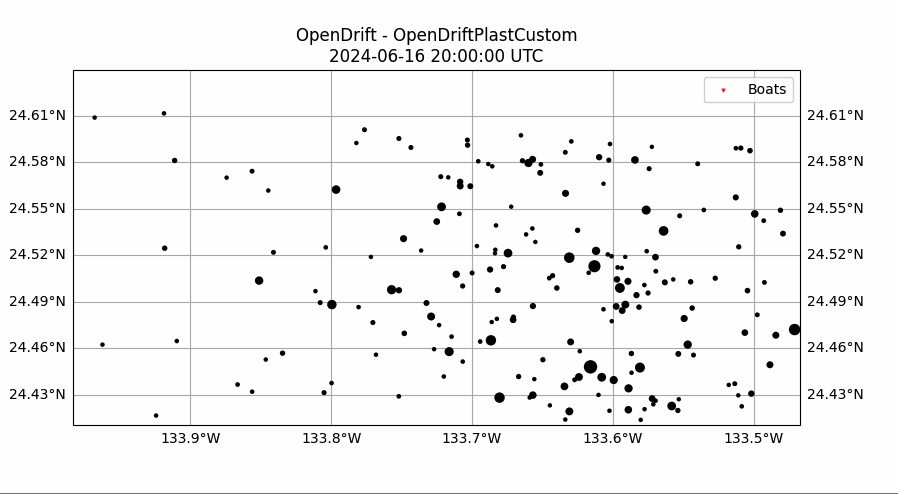 OpenDrift - OpenDriftPlastCustom
2024-06-16 20:00:00 UTC
Boats
24.61°N 24.61°N
24.58°N 24.58°N
24.55°N 24.55°N
24.52°N 24.52°N
24.49°N 24.49°N
24.46°N 24.46°N
24.43°N 24.43°N
133.9°W 133.8°W 133.7°W 133.6°W 133.5°W